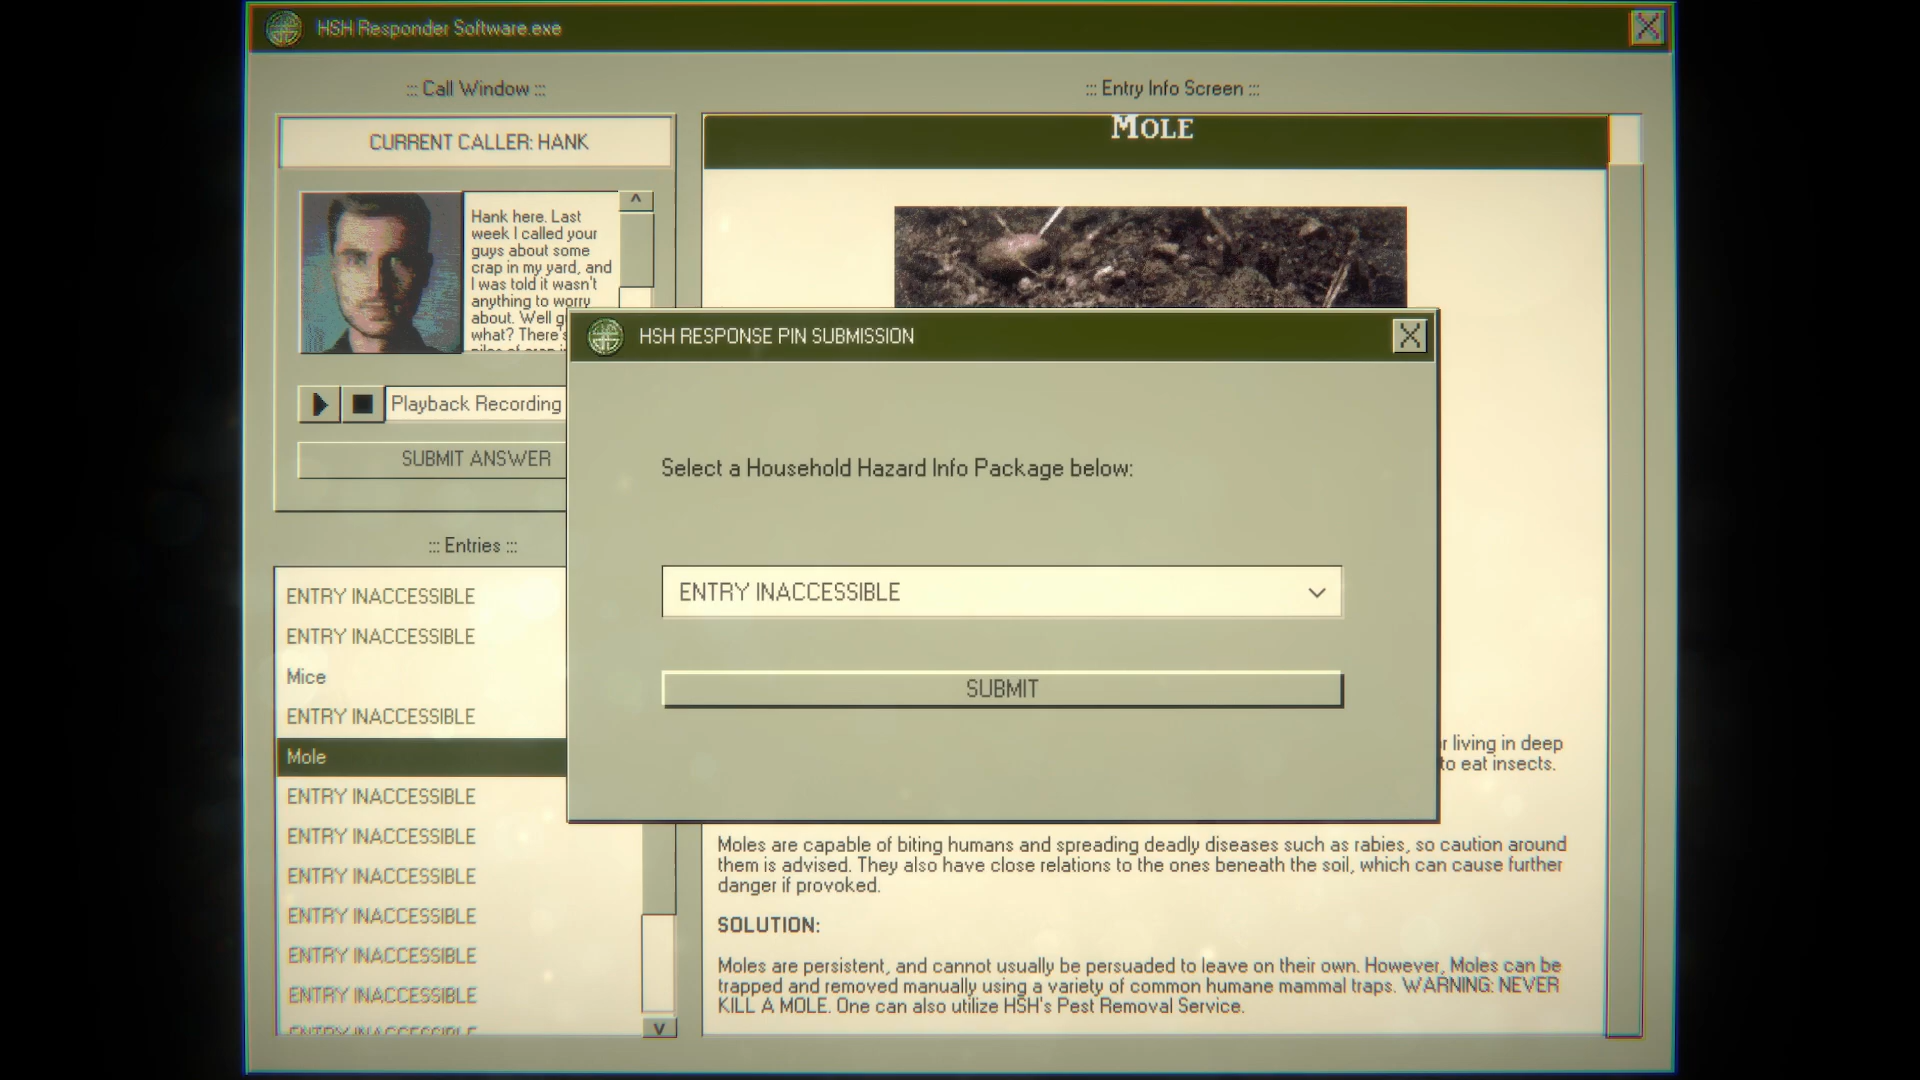 HSH Responder Software.exe
::: Call Window :::
::: Entry Info Screen :::
CURRENT CALLER: HANK
MOLE
Hank here. Last
week I called your
guys about some
crap in my yard, and
I was told it wasn't
anything to worry
about. Well
what? There'
HSH RESPONSE PIN SUBMISSION
Playback Recording
SUBMIT ANSWER
Select a Household Hazard Info Package below:
::: Entries :::
ENTRY INACCESSIBLE
SUBMIT
ENTRY INACCESSIBLE
ENTRY INACCESSIBLE
Mice
ENTRY INACCESSIBLE
Mole
ENTRY INACCESSIBLE
ENTRY INACCESSIBLE
ENTRY INACCESSIBLE
ENTRY INACCESSIBLE
ENTRY INACCESSIBLE
ENTRY INACCESSIBLE
ENTRY INACCESSIBLE
living in deep
to eat insects.
Moles are capable of biting humans and spreading deadly diseases such as rabies, so caution around
them is advised. They also have close relations to the ones beneath the soil, which can cause further
danger if provoked.
SOLUTION:
Moles are persistent, and cannot usually be persuaded to leave on their own. However, Moles can be
trapped and removed manually using a variety of common humane mammal traps. WARNING: NEVER
KILL A MOLE. One can also utilize HSH's Pest Removal Service.